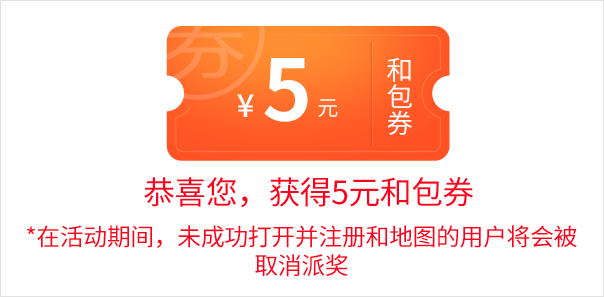 券
¥5元
和包券
恭喜您，获得5元和包券
*在活动期间，未成功打开并注册和地图的用户将会被
取消派奖